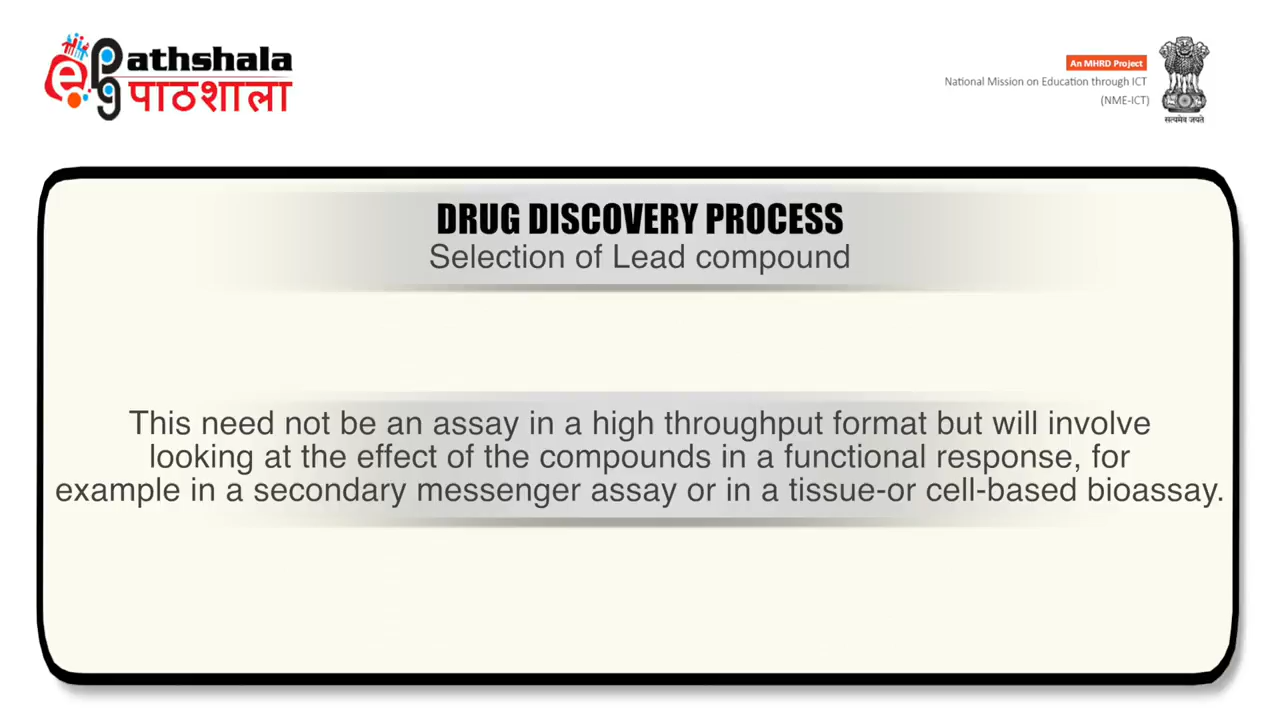 e pg Pathshala
पाठशाला
An MHRD Project
National Mission on Education through ICT
(NME-ICT)
सत्यमेव जयते
DRUG DISCOVERY PROCESS
Selection of Lead compound
This need not be an assay in a high throughput format but will involve
looking at the effect of the compounds in a functional response, for
example in a secondary messenger assay or in a tissue-or cell-based bioassay.